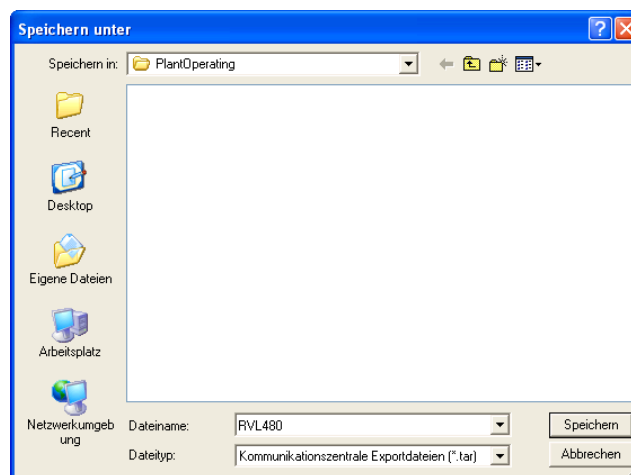 Speichern unter
Speichern in: PlantOperating
Recent
Desktop
Eigene Dateien
Arbeitsplatz
Netzwerkumgeb
ung
Dateiname: RVL480 Speichern
Dateityp: Kommunikationszentrale Exportdateien (*.tar) Abbrechen